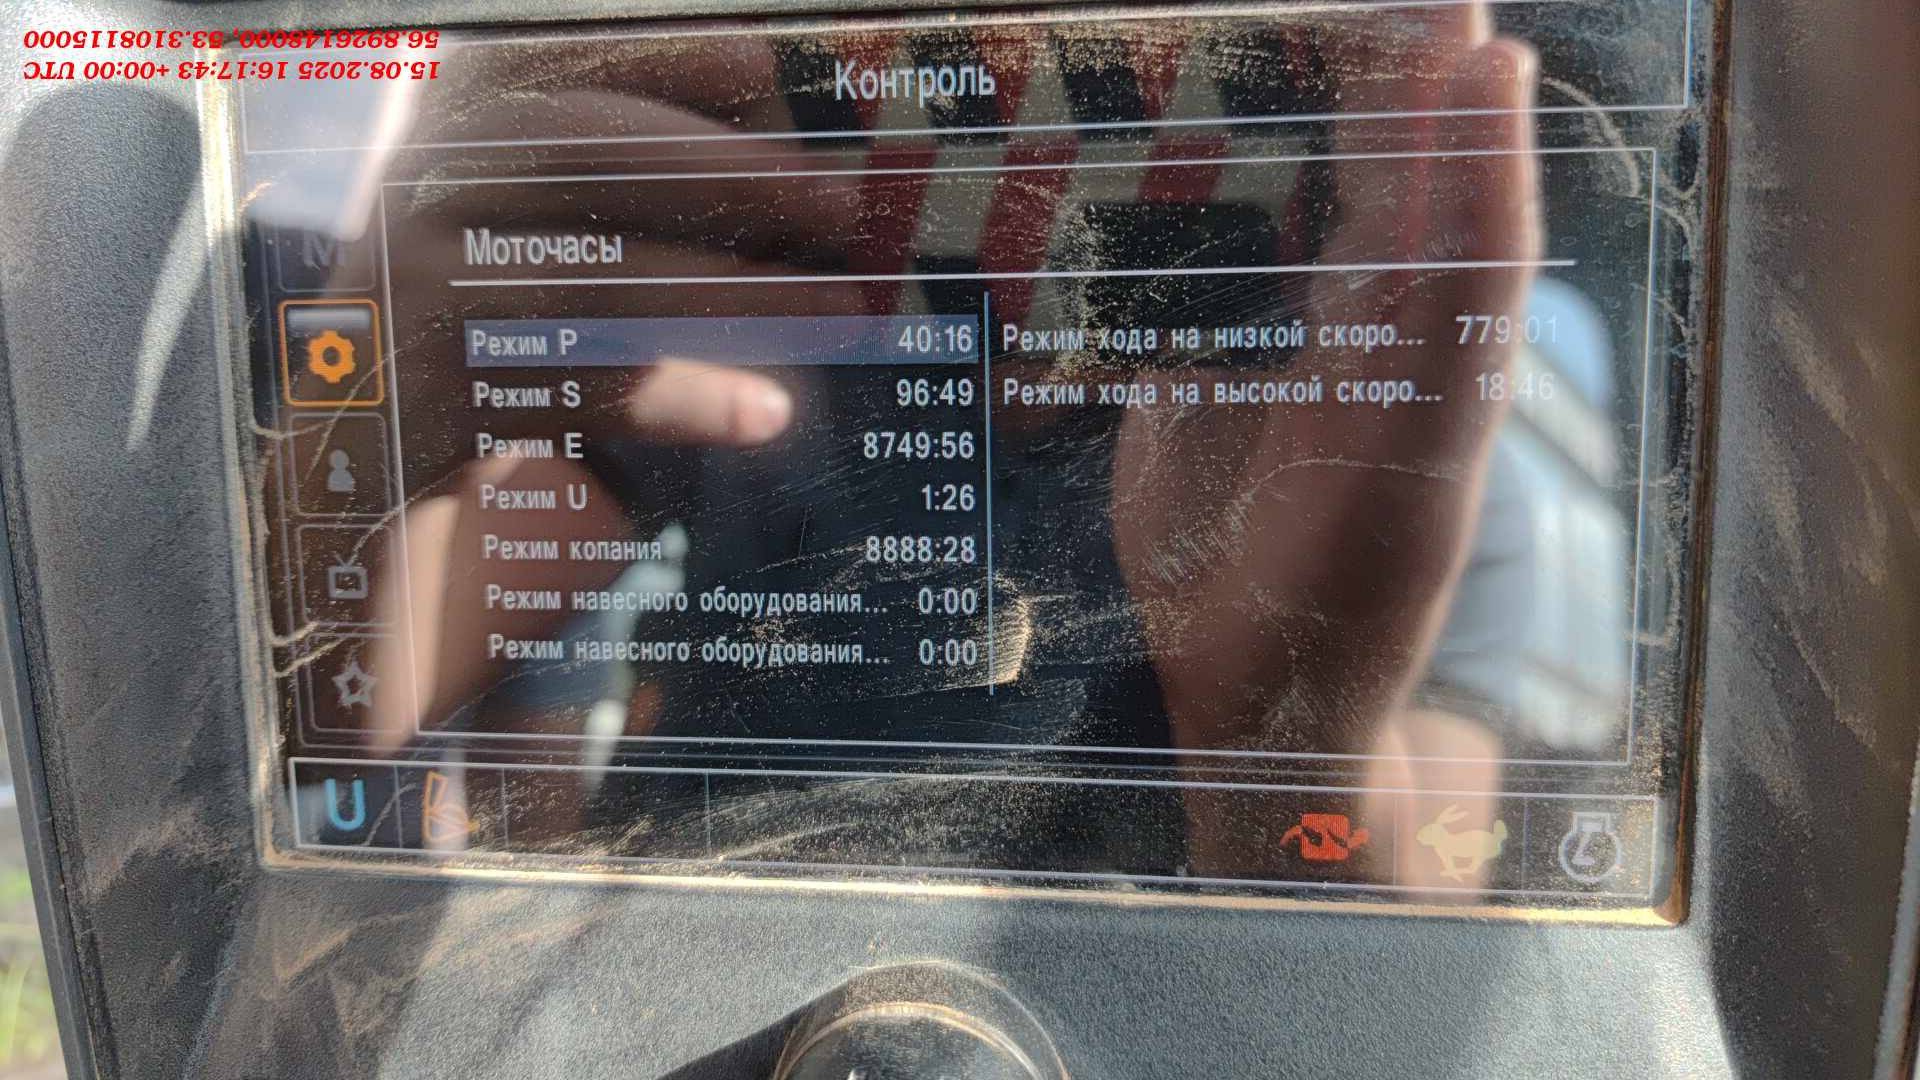 56.8926148000, 53.3108115000
15.08.2025 16:17:43 +00:00 UTC
Контроль
M
Моточасы
Режим P 40:16
Режим S 96:49
Режим E 8749:56
Режим U 1:26
Режим копания 8888:28
Режим навесного оборудования... 0:00
Режим навесного оборудования... 0:00
Режим хода на низкой скоро... 779:01
Режим хода на высокой скоро... 18:46
U